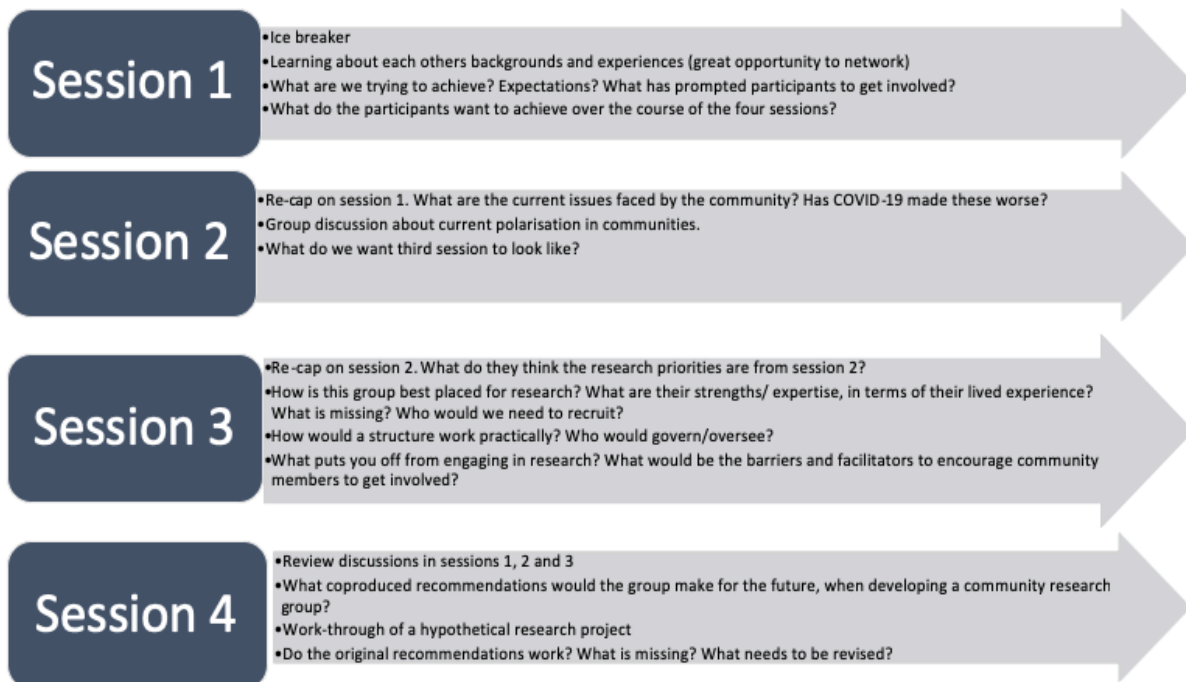 Session 1
•Ice breaker
•Learning about each others backgrounds and experiences (great opportunity to network)
•What are we trying to achieve? Expectations? What has prompted participants to get involved?
•What do the participants want to achieve over the course of the four sessions?
Session 2
•Re-cap on session 1. What are the current issues faced by the community? Has COVID-19 made these worse?
•Group discussion about current polarisation in communities.
•What do we want third session to look like?
Session 3
•Re-cap on session 2. What do they think the research priorities are from session 2?
•How is this group best placed for research? What are their strengths/ expertise, in terms of their lived experience?
What is missing? Who would we need to recruit?
•How would a structure work practically? Who would govern/oversee?
•What puts you off from engaging in research? What would be the barriers and facilitators to encourage community
members to get involved?
Session 4
•Review discussions in sessions 1, 2 and 3
•What coproduced recommendations would the group make for the future, when developing a community research
group?
•Work-through of a hypothetical research project
•Do the original recommendations work? What is missing? What needs to be revised?